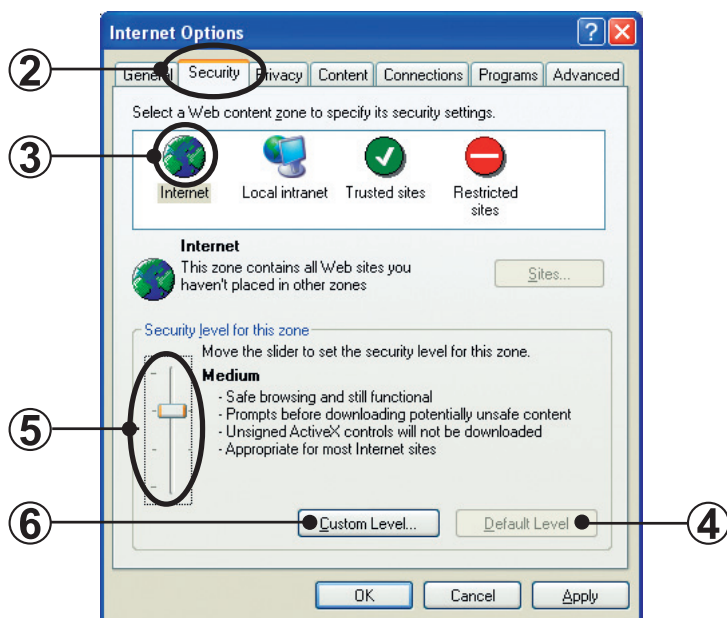 Internet Options
General Security Privacy Content Connections Programs Advanced
Select a Web content zone to specify its security settings.
Internet Local intranet Trusted sites Restricted sites
Internet
This zone contains all Web sites you
haven't placed in other zones
Sites...
Security level for this zone
Move the slider to set the security level for this zone.
Medium
- Safe browsing and still functional
- Prompts before downloading potentially unsafe content
- Unsigned ActiveX controls will not be downloaded
- Appropriate for most Internet sites
Custom Level... Default Level
OK Cancel Apply
2
3
5
6
4